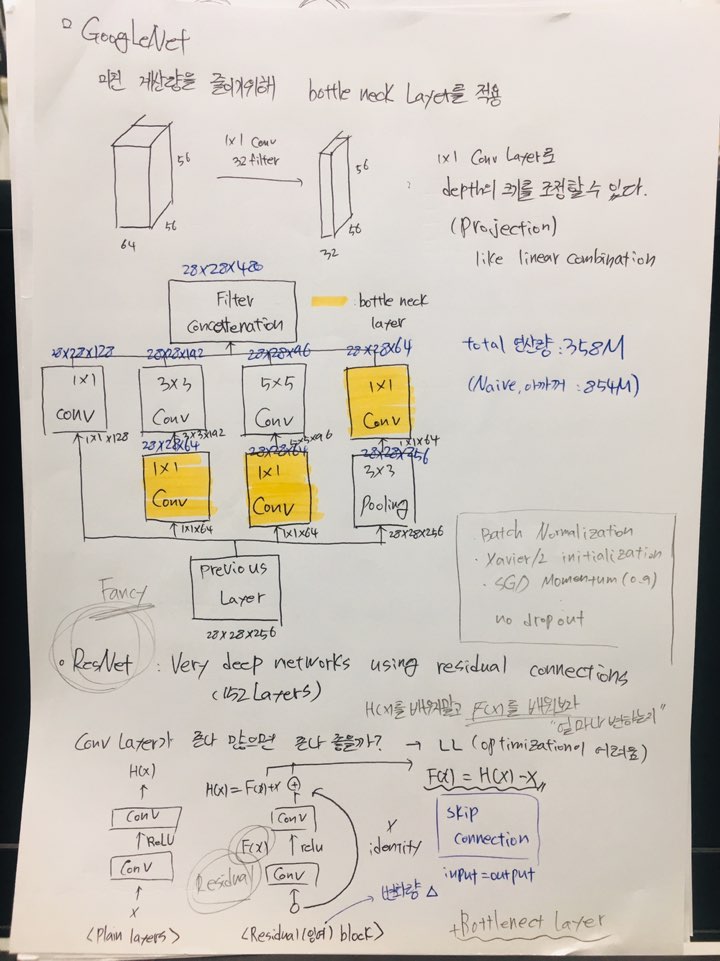 GoogLeNet
미친 계산량을 줄이기위해 bottle neck Layer를 적용
1x1 Conv
32 filter
56
56
64
56
56
32
1x1 Conv Layer로
depth의 크기를 조정할 수 있다.
(Projection)
like linear combination
28x28x480
Filter
Concattenation
bottle neck
layer
total 연산량 : 358M
(Naive, 아까꺼 : 854M)
28x28x128
28x28x192
28x28x96
28x28x64
1x1
Conv
3x3
Conv
5x5
Conv
1x1
Conv
1x1x128
3x3x192
5x5x96
1x1x64
28x28x64
28x28x64
28x28x256
1x1
Conv
1x1
Conv
3x3
Pooling
1x1x64
1x1x64
28x28x256
Previous
Layer
28x28x256
· Batch Normalization
· Xavier/2 initialization
· SGD Momentum (0.9)
no dropout
Fancy
ResNet : Very deep networks using residual connections
(152 Layers)
H(x)를 배우지말고 F(x)를 배워보자
"얼마나 변하는가"
Conv Layer가 존나 많으면 존나 좋을까? → LL (optimization이 어려움)
H(x)
Conv
ReLU
Conv
X
<Plain layers>
H(x) = F(x)+x
Conv
F(x)
relu
Residual
Conv
X
identity
<Residual(잉여) block>
변화량 Δ
F(x) = H(x)-X
Skip
Connection
input=output
+Bottlenect Layer